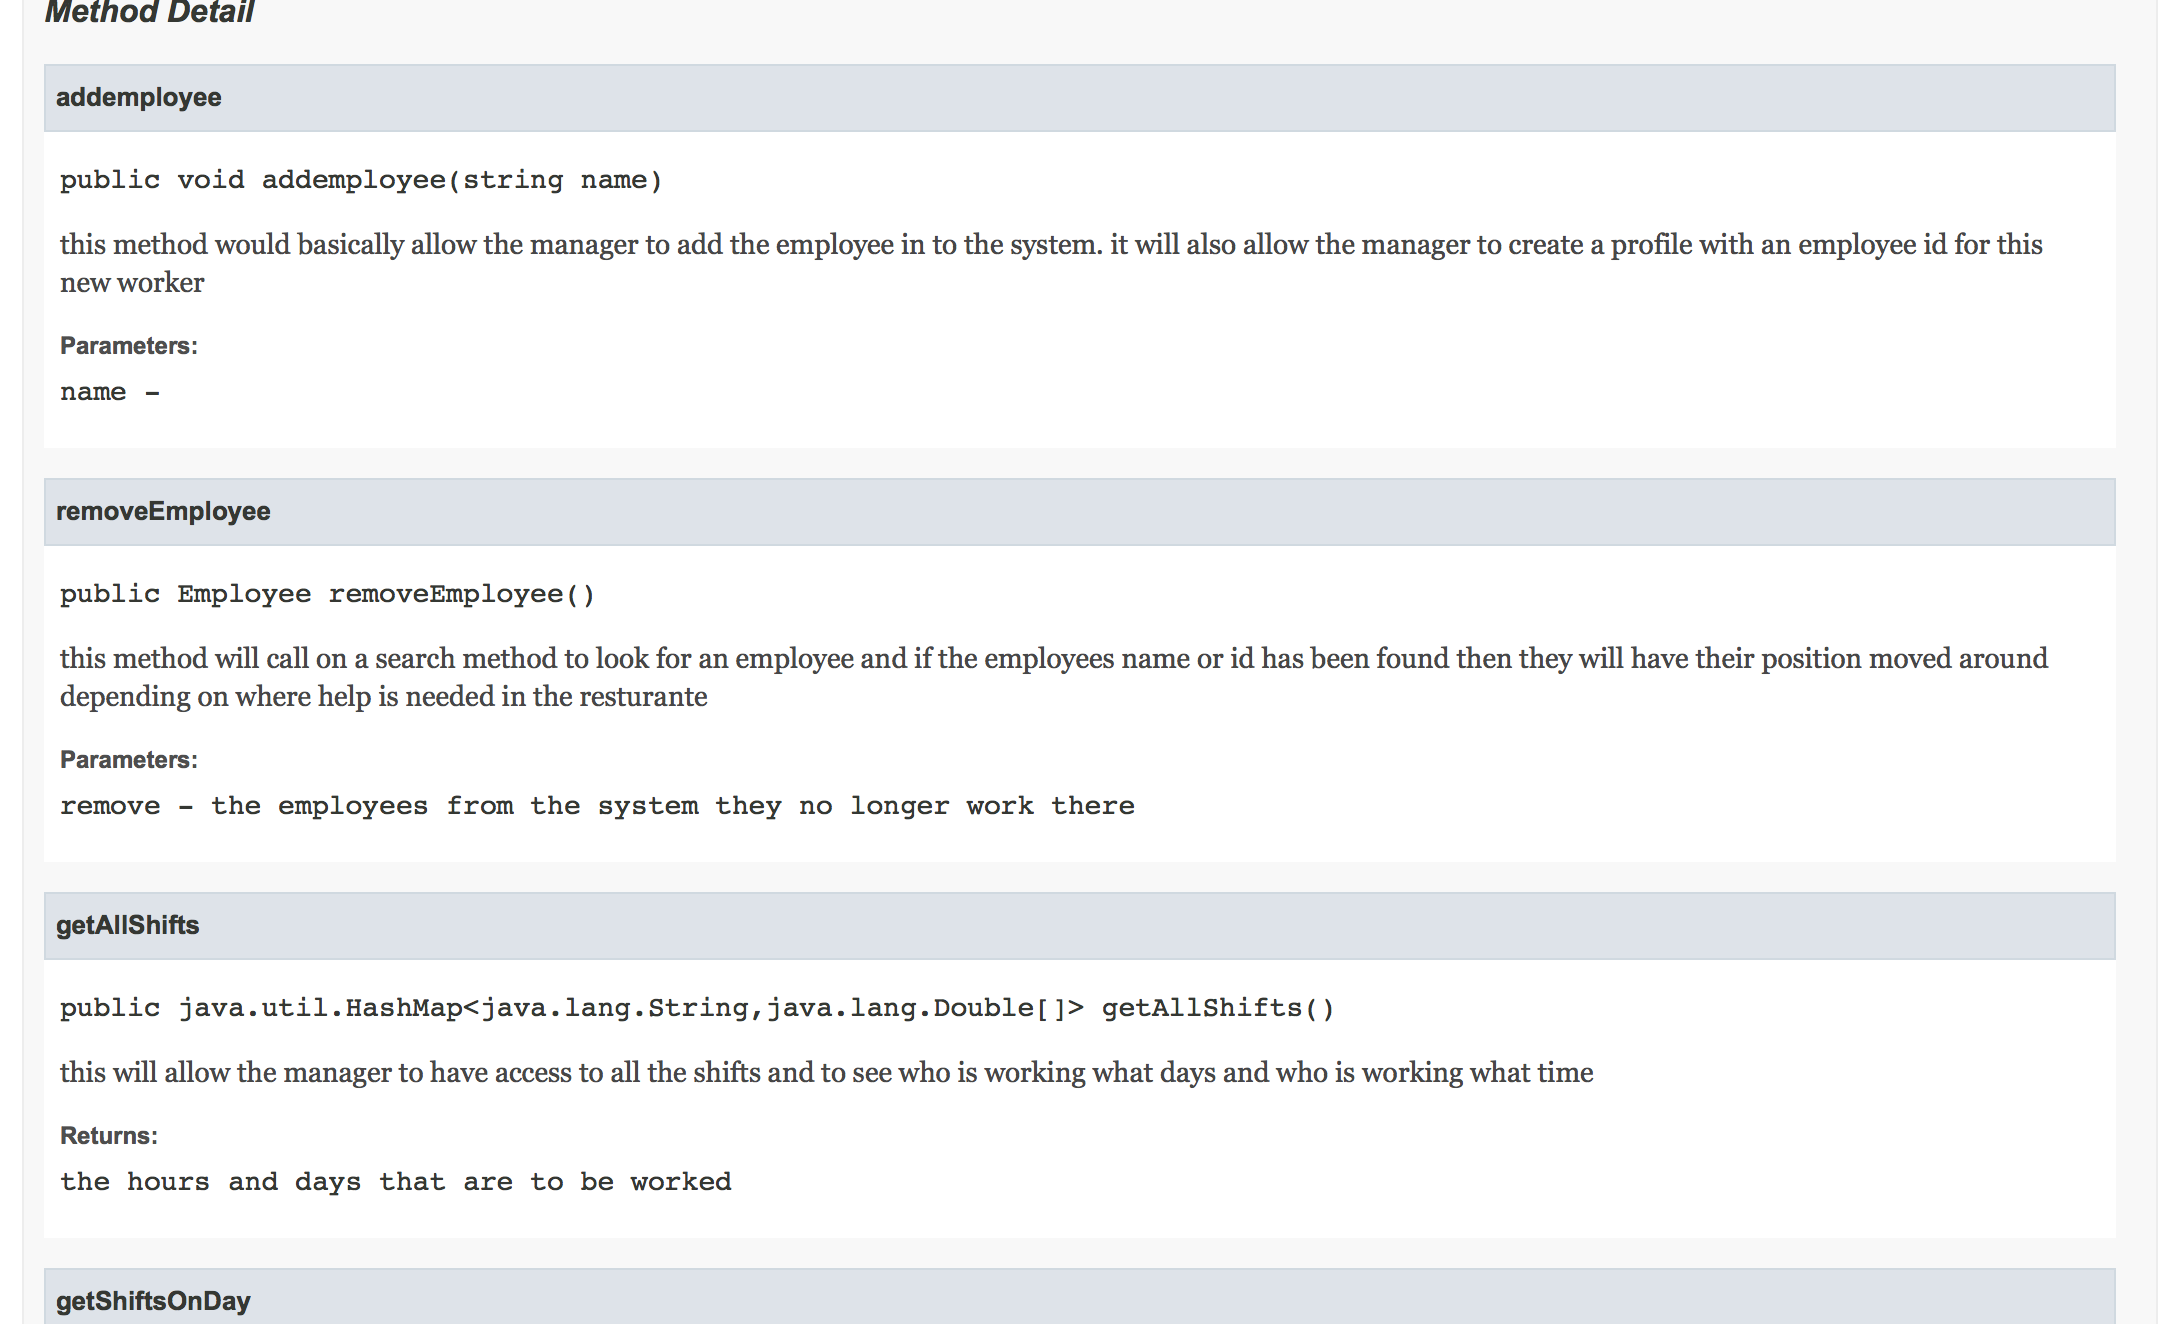 Method Detail
addemployee
public void addemployee(string name)
this method would basically allow the manager to add the employee in to the system. it will also allow the manager to create a profile with an employee id for this
new worker
Parameters:
name -
removeEmployee
public Employee removeEmployee()
this method will call on a search method to look for an employee and if the employees name or id has been found then they will have their position moved around
depending on where help is needed in the resturante
Parameters:
remove - the employees from the system they no longer work there
getAllShifts
public java.util.HashMap<java.lang.String,java.lang.Double[]> getAllShifts()
this will allow the manager to have access to all the shifts and to see who is working what days and who is working what time
Returns:
the hours and days that are to be worked
getShiftsOnDay